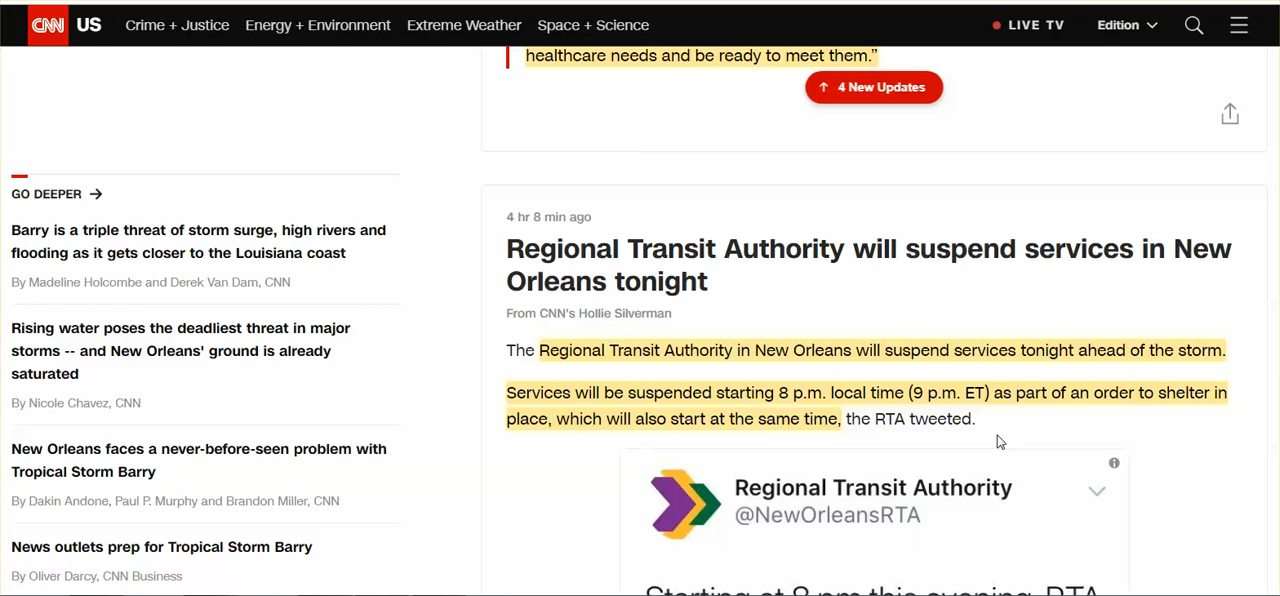 CNN US Crime + Justice Energy + Environment Extreme Weather Space + Science LIVE TV Edition
healthcare needs and be ready to meet them.”
↑ 4 New Updates
GO DEEPER →
Barry is a triple threat of storm surge, high rivers and
flooding as it gets closer to the Louisiana coast
By Madeline Holcombe and Derek Van Dam, CNN
Rising water poses the deadliest threat in major
storms -- and New Orleans' ground is already
saturated
By Nicole Chavez, CNN
New Orleans faces a never-before-seen problem with
Tropical Storm Barry
By Dakin Andone, Paul P. Murphy and Brandon Miller, CNN
News outlets prep for Tropical Storm Barry
By Oliver Darcy, CNN Business
4 hr 8 min ago
Regional Transit Authority will suspend services in New
Orleans tonight
From CNN's Hollie Silverman
The Regional Transit Authority in New Orleans will suspend services tonight ahead of the storm.
Services will be suspended starting 8 p.m. local time (9 p.m. ET) as part of an order to shelter in
place, which will also start at the same time, the RTA tweeted.
Regional Transit Authority
@NewOrleansRTA
Starting at 8 pm this evening, RTA